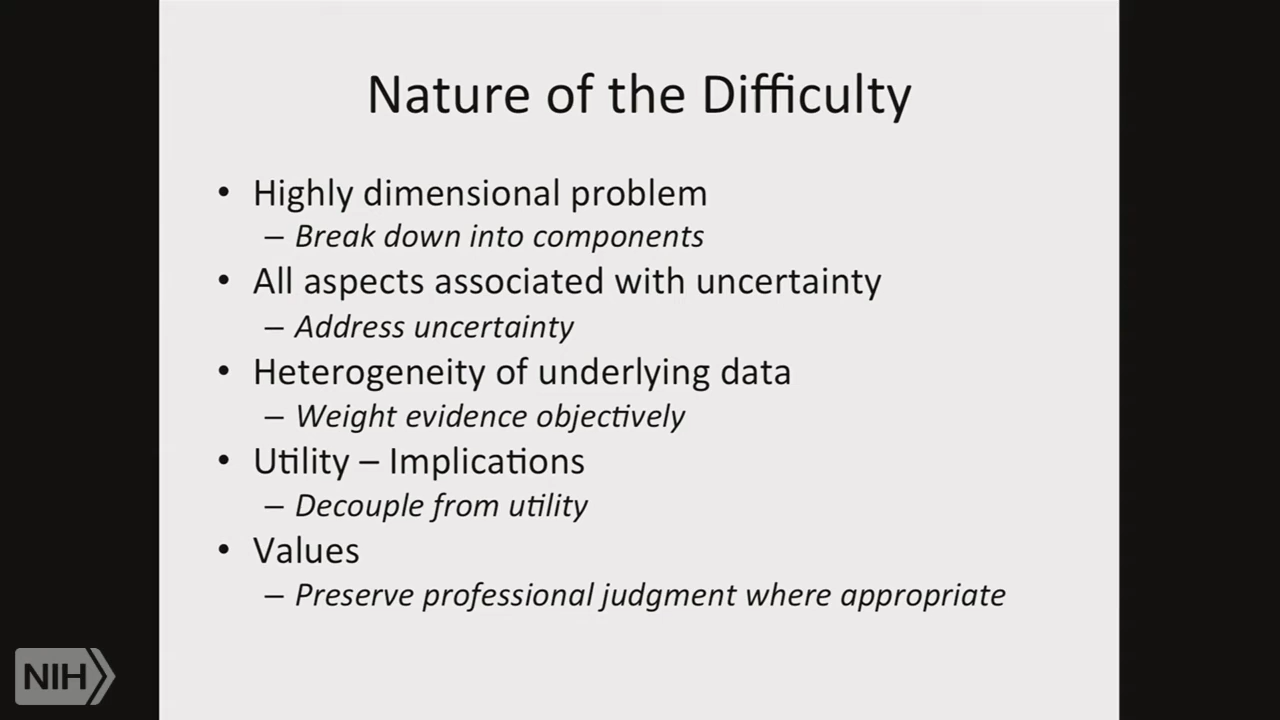 Nature of the Difficulty
• Highly dimensional problem
– Break down into components
• All aspects associated with uncertainty
– Address uncertainty
• Heterogeneity of underlying data
– Weight evidence objectively
• Utility – Implications
– Decouple from utility
• Values
– Preserve professional judgment where appropriate
NIH